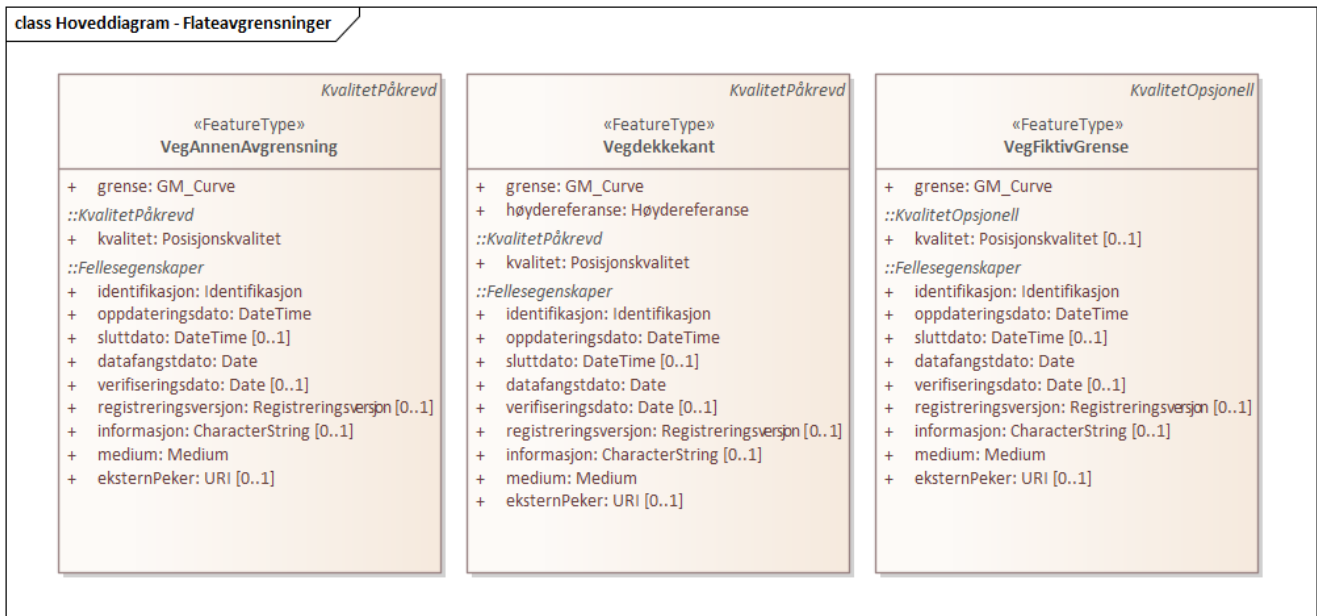 class Hoveddiagram - Flateavgrensninger
KvalitetPåkrevd
«FeatureType»
VegAnnenAvgrensning
+ grense: GM_Curve
::KvalitetPåkrevd
+ kvalitet: Posisjonskvalitet
::Fellesegenskaper
+ identifikasjon: Identifikasjon
+ oppdateringsdato: DateTime
+ sluttdato: DateTime [0..1]
+ datafangstdato: Date
+ verifiseringsdato: Date [0..1]
+ registreringsversjon: Registreringsversjon [0..1]
+ informasjon: CharacterString [0..1]
+ medium: Medium
+ eksternPeker: URI [0..1]
KvalitetPåkrevd
«FeatureType»
Vegdekkekant
+ grense: GM_Curve
+ høydereferanse: Høydereferanse
::KvalitetPåkrevd
+ kvalitet: Posisjonskvalitet
::Fellesegenskaper
+ identifikasjon: Identifikasjon
+ oppdateringsdato: DateTime
+ sluttdato: DateTime [0..1]
+ datafangstdato: Date
+ verifiseringsdato: Date [0..1]
+ registreringsversjon: Registreringsversjon [0..1]
+ informasjon: CharacterString [0..1]
+ medium: Medium
+ eksternPeker: URI [0..1]
KvalitetOpsjonell
«FeatureType»
VegFiktivGrense
+ grense: GM_Curve
::KvalitetOpsjonell
+ kvalitet: Posisjonskvalitet [0..1]
::Fellesegenskaper
+ identifikasjon: Identifikasjon
+ oppdateringsdato: DateTime
+ sluttdato: DateTime [0..1]
+ datafangstdato: Date
+ verifiseringsdato: Date [0..1]
+ registreringsversjon: Registreringsversjon [0..1]
+ informasjon: CharacterString [0..1]
+ medium: Medium
+ eksternPeker: URI [0..1]